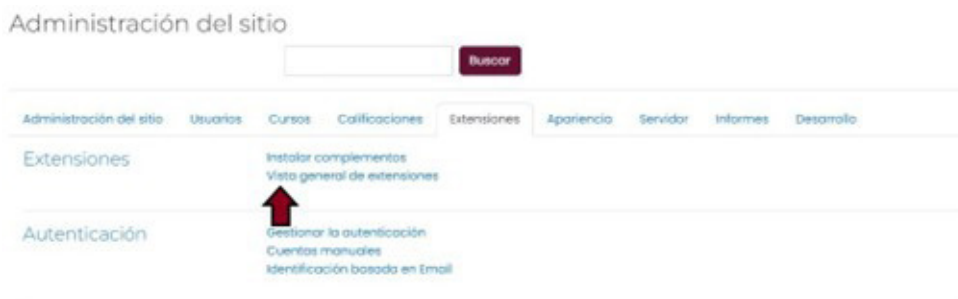 Administración del sitio
Buscar
Administración del sitio Usuarios Cursos Calificaciones Extensiones Apariencia Servidor Informes Desarrollo
Extensiones
Instalar complementos
Vista general de extensiones
Autenticación
Gestionar la autenticación
Cuentas manuales
Identificación basada en Email